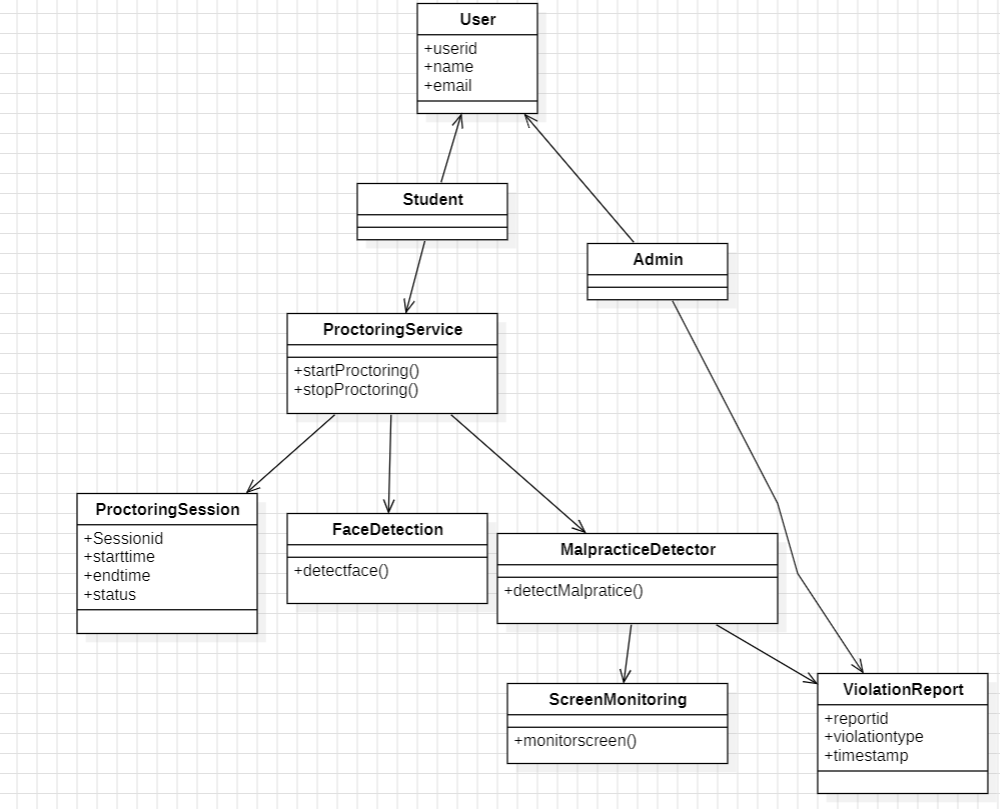 User
+userid
+name
+email
Student
Admin
ProctoringService
+startProctoring()
+stopProctoring()
ProctoringSession
+Sessionid
+starttime
+endtime
+status
FaceDetection
+detectface()
MalpracticeDetector
+detectMalpratice()
ScreenMonitoring
+monitorscreen()
ViolationReport
+reportid
+violationtype
+timestamp